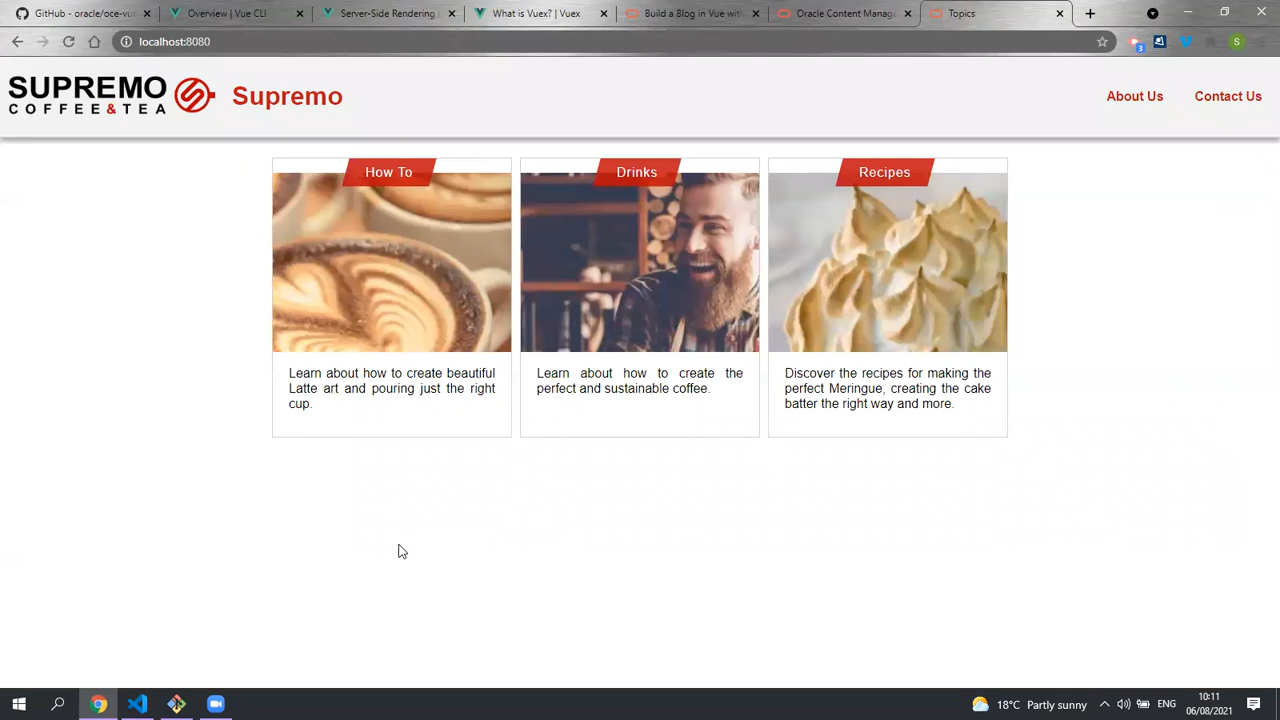 GitHub - oracle/oce-vu
Overview | Vue CLI
Server-Side Rendering
What is Vuex? | Vuex
Build a Blog in Vue with
Oracle Content Manag
Topics
localhost:8080
3
S
SUPREMO
COFFEE&TEA
Supremo
About Us
Contact Us
How To
Learn about how to create beautiful
Latte art and pouring just the right
cup.
Drinks
Learn about how to create the
perfect and sustainable coffee.
Recipes
Discover the recipes for making the
perfect Meringue, creating the cake
batter the right way and more.
18°C Partly sunny
ENG
10:11
06/08/2021